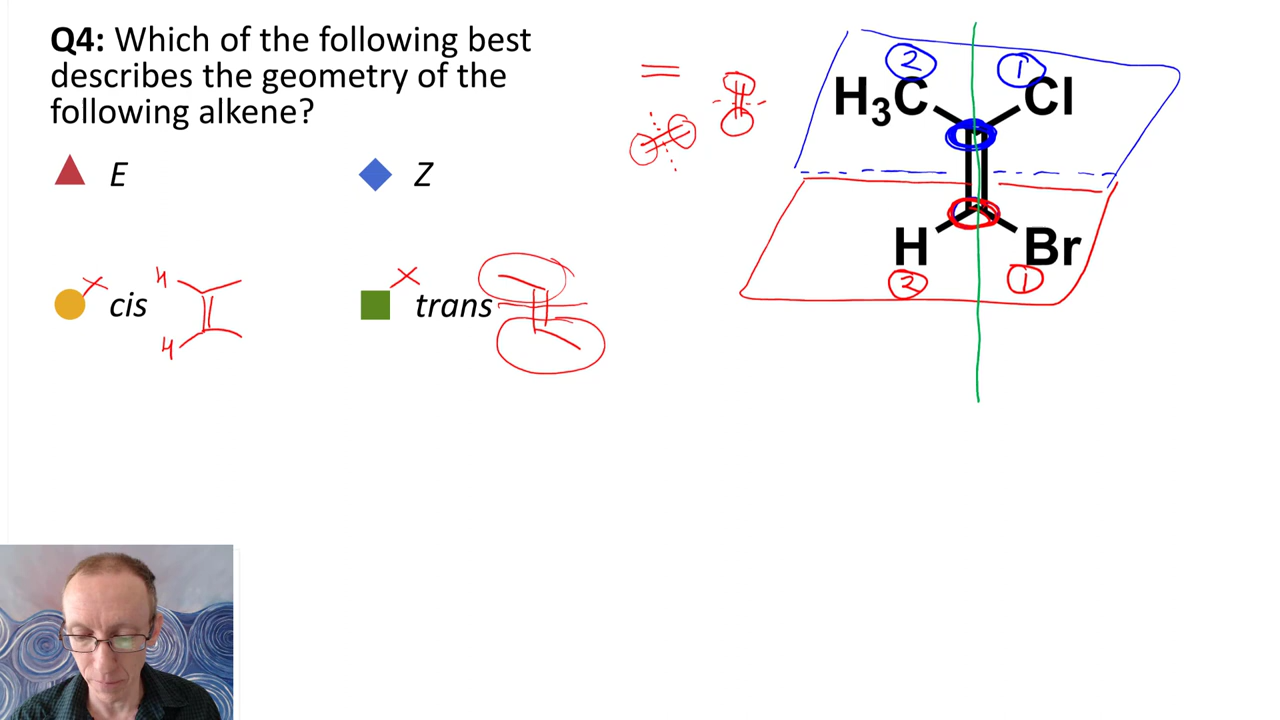 Q4: Which of the following best
describes the geometry of the
following alkene?
E
Z
cis
trans
H
H
2
1
H₃C
Cl
H
Br
2
1